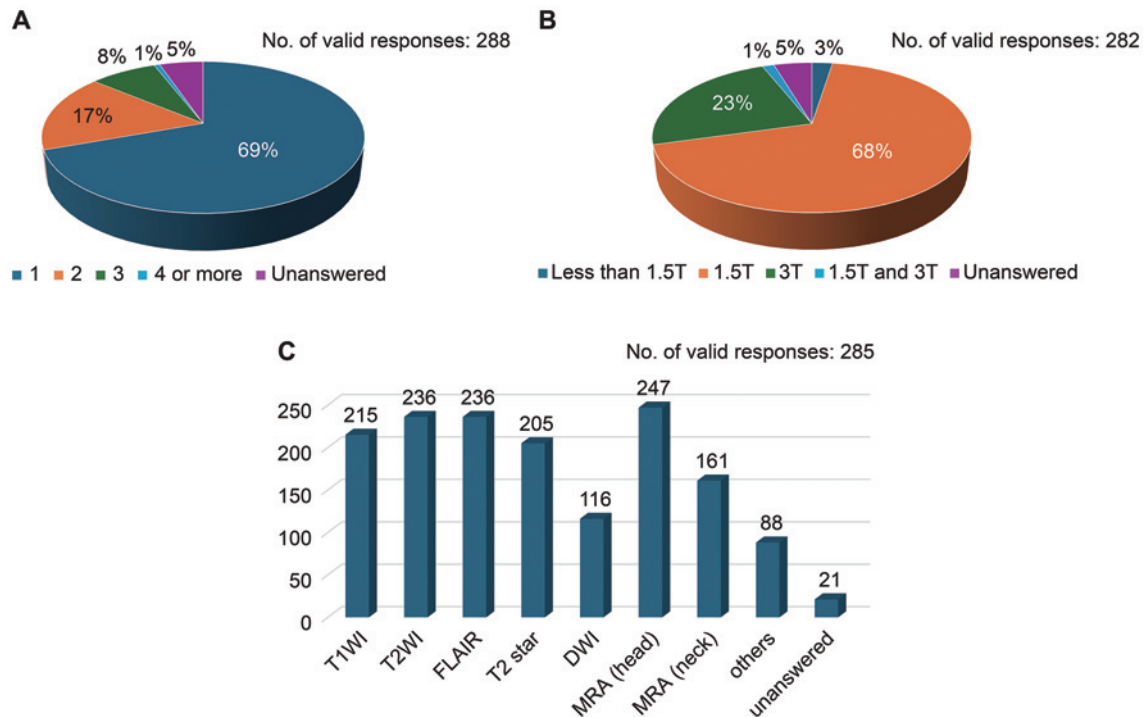 A
No. of valid responses: 288
8% 1% 5%
17%
69%
1 2 3 4 or more Unanswered
B
No. of valid responses: 282
1% 5% 3%
23%
68%
Less than 1.5T 1.5T 3T 1.5T and 3T Unanswered
C
No. of valid responses: 285
250
200
150
100
50
0
215 236 236 205 116 247 161 88 21
T1WI
T2WI
FLAIR
T2 star
DWI
MRA (head)
MRA (neck)
others
unanswered